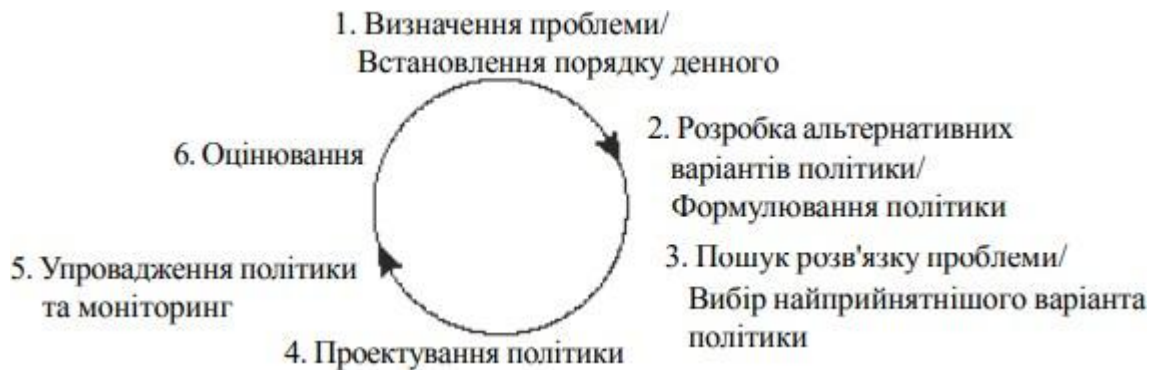 1. Визначення проблеми/
Встановлення порядку денного
2. Розробка альтернативних
варіантів політики/
Формулювання політики
3. Пошук розв'язку проблеми/
Вибір найприйнятнішого варіанта
політики
4. Проектування політики
5. Упровадження політики
та моніторинг
6. Оцінювання